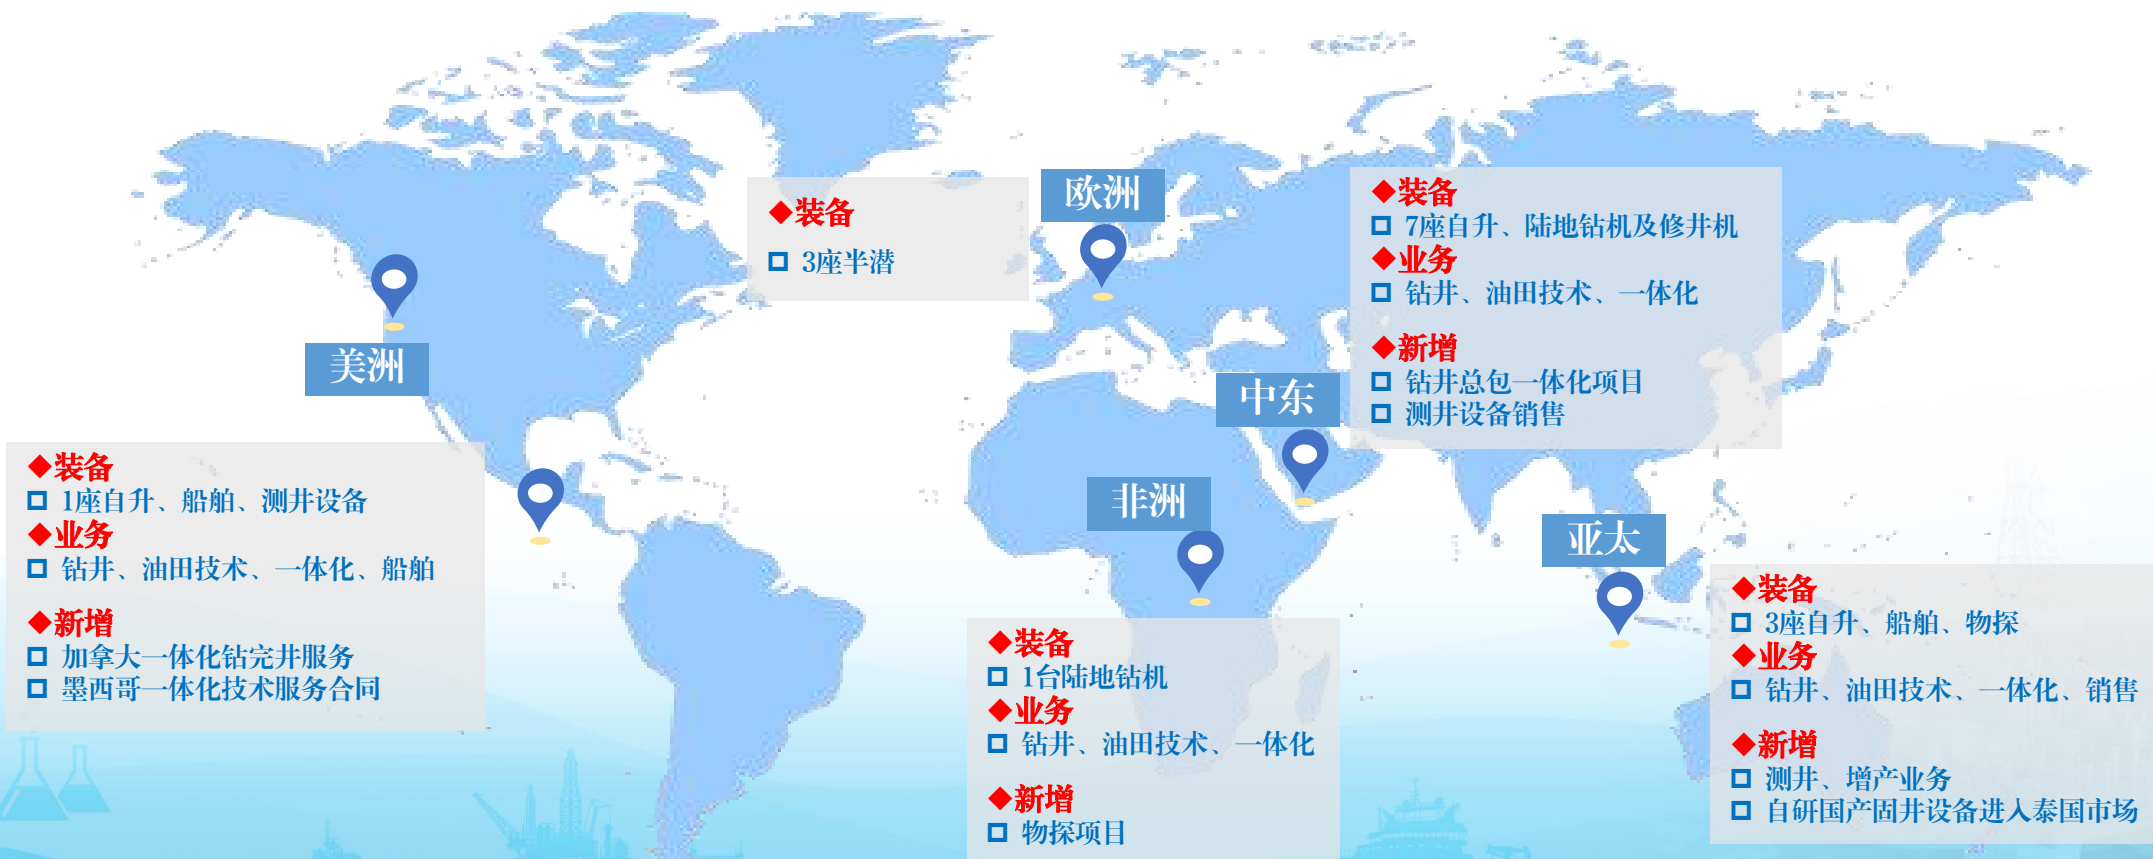 美洲
◆装备
1座自升、船舶、测井设备
◆业务
钻井、油田技术、一体化、船舶
◆新增
加拿大一体化钻完井服务
墨西哥一体化技术服务合同
欧洲
◆装备
3座半潜
中东
◆装备
7座自升、陆地钻机及修井机
◆业务
钻井、油田技术、一体化
◆新增
钻井总包一体化项目
测井设备销售
非洲
◆装备
1台陆地钻机
◆业务
钻井、油田技术、一体化
◆新增
物探项目
亚太
◆装备
3座自升、船舶、物探
◆业务
钻井、油田技术、一体化、销售
◆新增
测井、增产业务
自研国产固井设备进入泰国市场